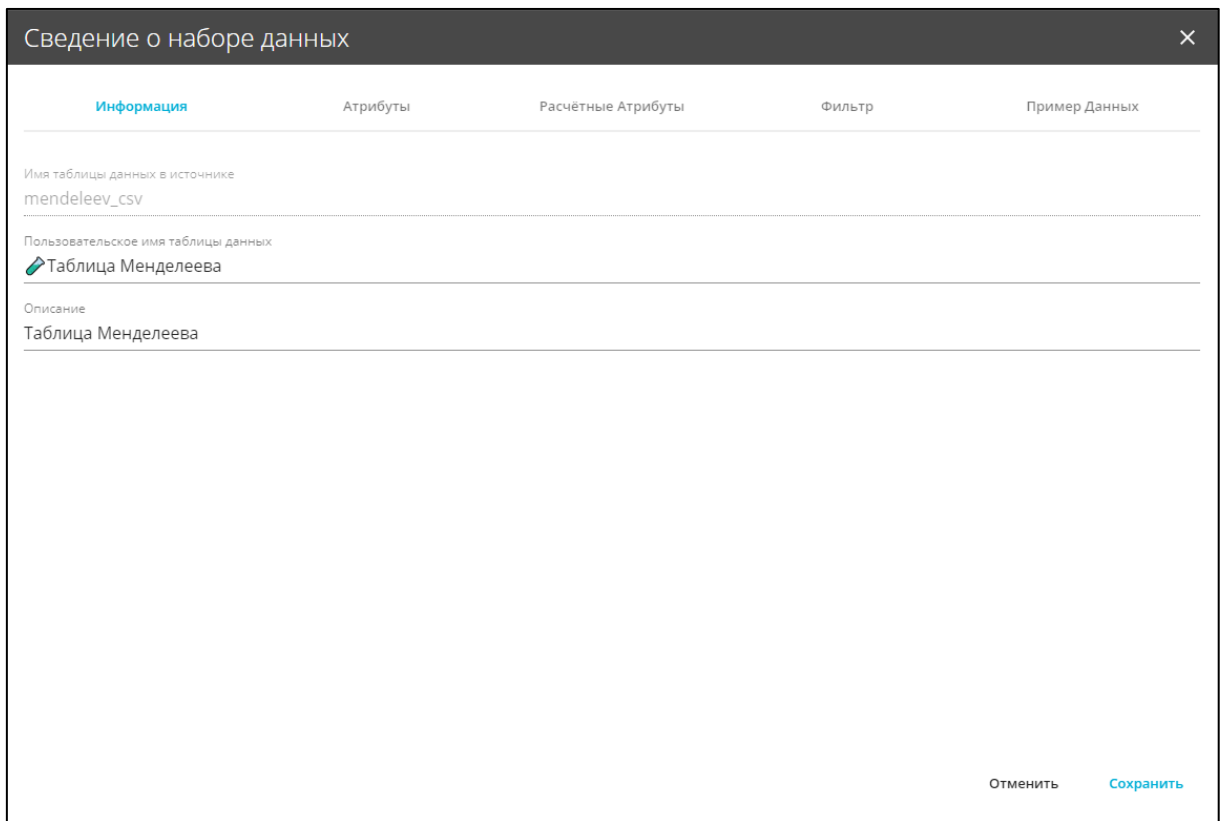 Сведение о наборе данных
Информация Атрибуты Расчётные Атрибуты Фильтр Пример Данных
Имя таблицы данных в источнике
mendeleev_csv
Пользовательское имя таблицы данных
Таблица Менделеева
Описание
Таблица Менделеева
Отменить Сохранить